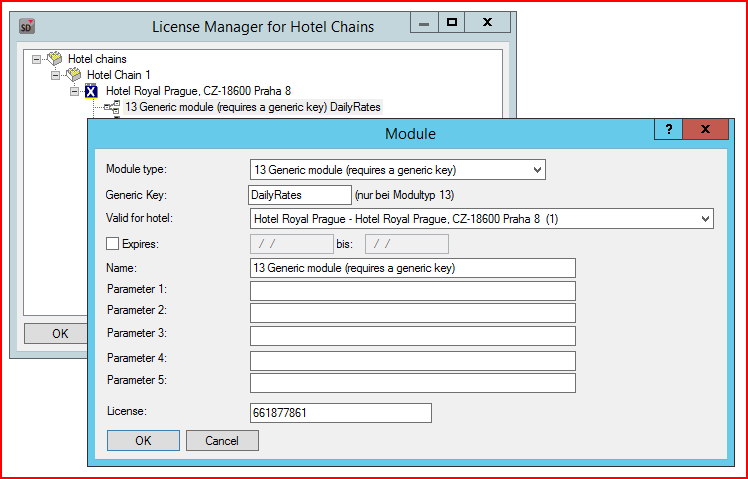 SD
License Manager for Hotel Chains
Hotel chains
Hotel Chain 1
X Hotel Royal Prague, CZ-18600 Praha 8
13 Generic module (requires a generic key) DailyRates
OK
Module
?
Module type: 13 Generic module (requires a generic key)
Generic Key: DailyRates (nur bei Modultyp 13)
Valid for hotel: Hotel Royal Prague - Hotel Royal Prague, CZ-18600 Praha 8 (1)
Expires: / / bis: / /
Name: 13 Generic module (requires a generic key)
Parameter 1:
Parameter 2:
Parameter 3:
Parameter 4:
Parameter 5:
License: 661877861
OK Cancel